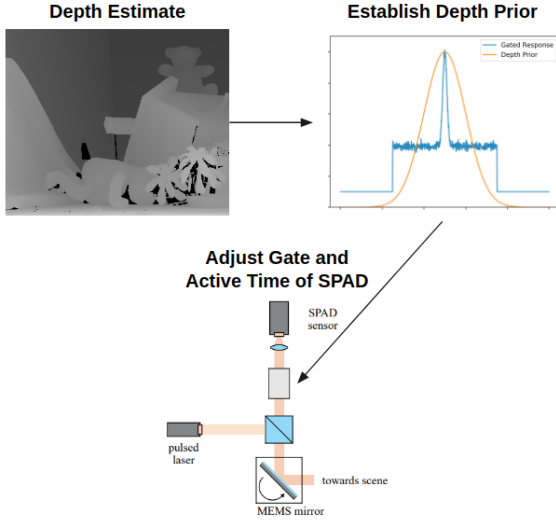 Depth Estimate
Establish Depth Prior
Gated Response
Depth Prior
Adjust Gate and
Active Time of SPAD
SPAD
sensor
pulsed
laser
towards scene
MEMS mirror